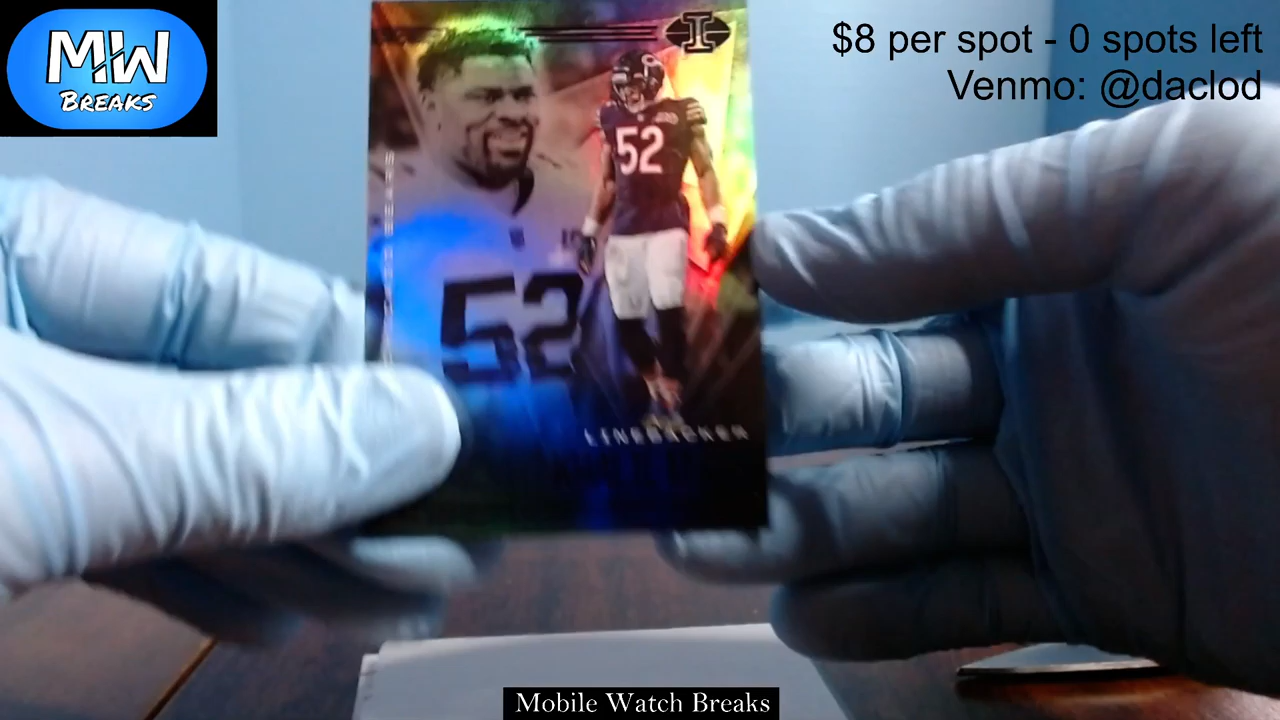 MW
BREAKS
$8 per spot - 0 spots left
Venmo: @daclod
I
52
52
LINEBACKER
Mobile Watch Breaks